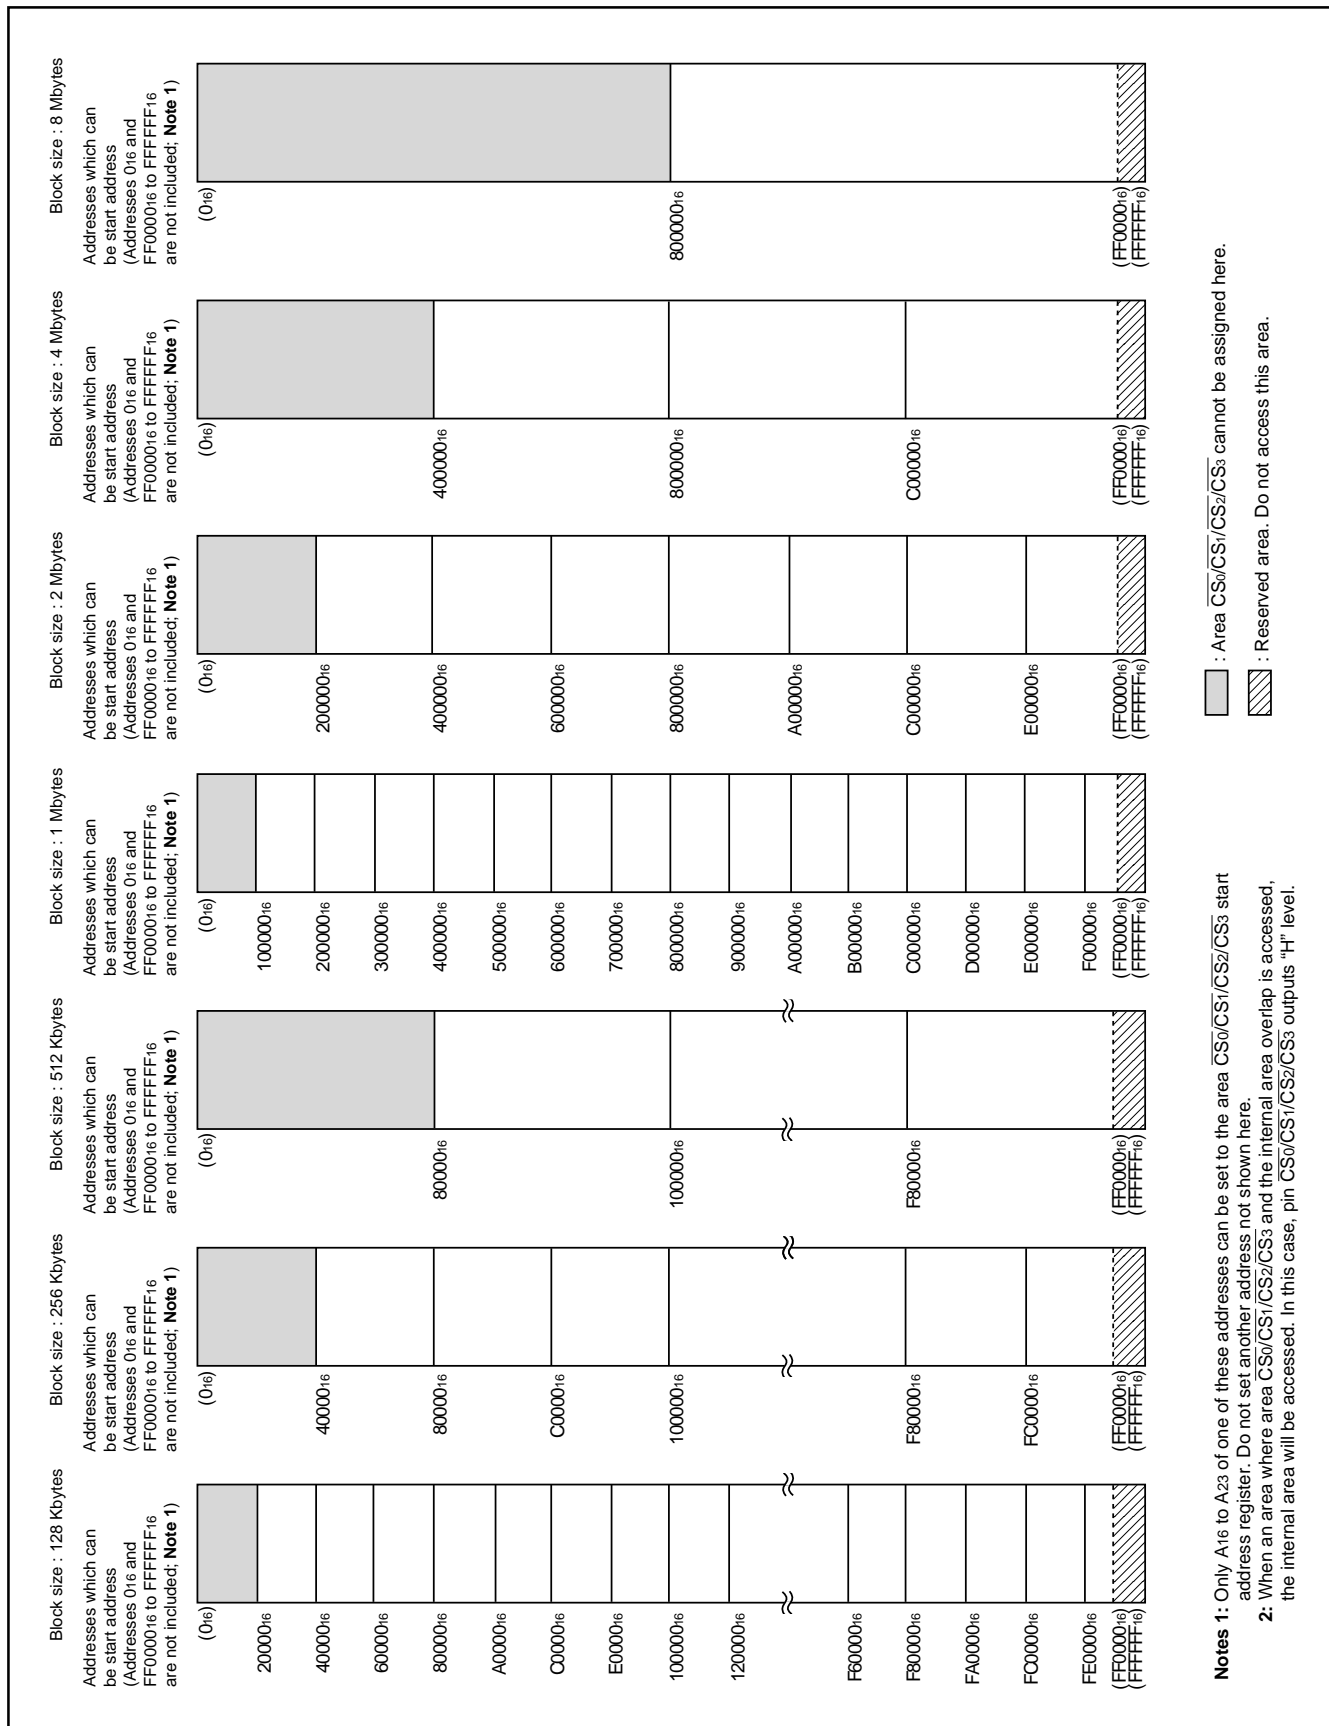 Block size : 128 Kbytes
Addresses which can
be start address
(Addresses 016 and
FF000016 to FFFFFF16
are not included; Note 1)
(016)
2000016
4000016
6000016
8000016
A000016
C000016
E000016
10000016
12000016
F6000016
F8000016
FA000016
FC000016
FE000016
(FF000016)
(FFFFFF16)
Block size : 256 Kbytes
Addresses which can
be start address
(Addresses 016 and
FF000016 to FFFFFF16
are not included; Note 1)
(016)
4000016
8000016
C000016
10000016
F8000016
FC000016
(FF000016)
(FFFFFF16)
Block size : 512 Kbytes
Addresses which can
be start address
(Addresses 016 and
FF000016 to FFFFFF16
are not included; Note 1)
(016)
8000016
10000016
F8000016
(FF000016)
(FFFFFF16)
Block size : 1 Mbytes
Addresses which can
be start address
(Addresses 016 and
FF000016 to FFFFFF16
are not included; Note 1)
(016)
10000016
20000016
30000016
40000016
50000016
60000016
70000016
80000016
90000016
A0000016
B0000016
C0000016
D0000016
E0000016
F0000016
(FF000016)
(FFFFFF16)
Block size : 2 Mbytes
Addresses which can
be start address
(Addresses 016 and
FF000016 to FFFFFF16
are not included; Note 1)
(016)
20000016
40000016
60000016
80000016
A0000016
C0000016
E0000016
(FF000016)
(FFFFFF16)
Block size : 4 Mbytes
Addresses which can
be start address
(Addresses 016 and
FF000016 to FFFFFF16
are not included; Note 1)
(016)
40000016
80000016
C0000016
(FF000016)
(FFFFFF16)
Block size : 8 Mbytes
Addresses which can
be start address
(Addresses 016 and
FF000016 to FFFFFF16
are not included; Note 1)
(016)
80000016
(FF000016)
(FFFFFF16)
: Area CS0/CS1/CS2/CS3 cannot be assigned here.
: Reserved area. Do not access this area.
Notes 1: Only A16 to A23 of one of these addresses can be set to the area CS0/CS1/CS2/CS3 start
address register. Do not set another address not shown here.
2: When an area where area CS0/CS1/CS2/CS3 and the internal area overlap is accessed,
the internal area will be accessed. In this case, pin CS0/CS1/CS2/CS3 outputs “H” level.